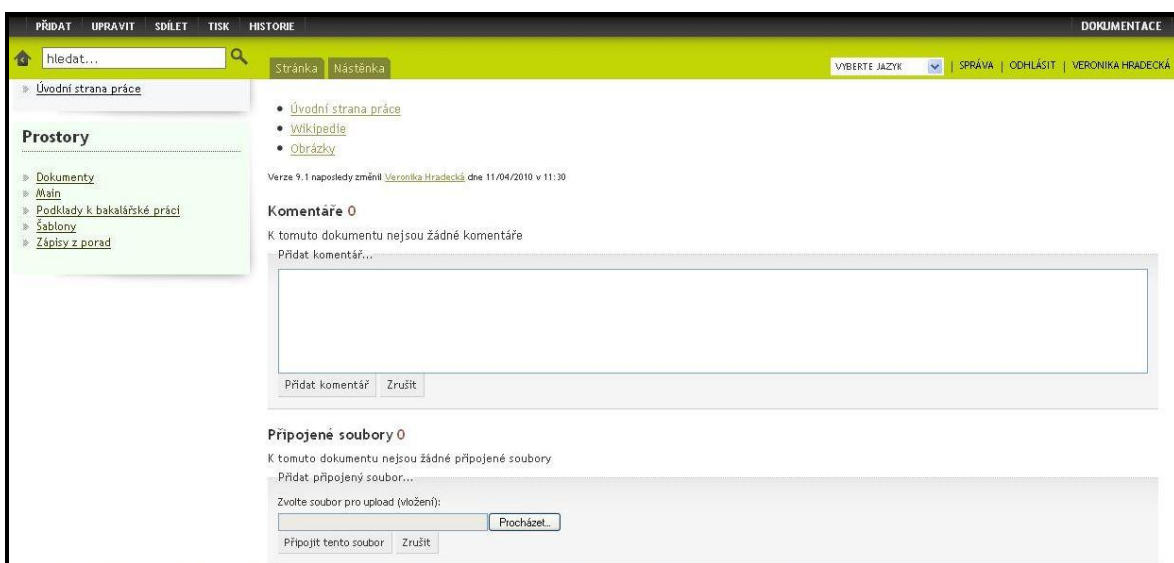 PŘIDAT UPRAVIT SDÍLET TISK HISTORIE DOKUMENTACE
hledat...
Stránka Nástěnka VYBERTE JAZYK | SPRÁVA | ODHLÁSIT | VERONIKA HRADECKÁ
Úvodní strana práce
Prostory
Dokumenty
Main
Podklady k bakalářské práci
Šablony
Zápisy z porad
Úvodní strana práce
Wikipedie
Obrázky
Verze 9.1 naposledy změnil Veronika Hradecká dne 11/04/2010 v 11:30
Komentáře 0
K tomuto dokumentu nejsou žádné komentáře
Přidat komentář...
Přidat komentář Zrušit
Připojené soubory 0
K tomuto dokumentu nejsou žádné připojené soubory
Přidat připojený soubor...
Zvolte soubor pro upload (vložení):
Procházet...
Připojit tento soubor Zrušit